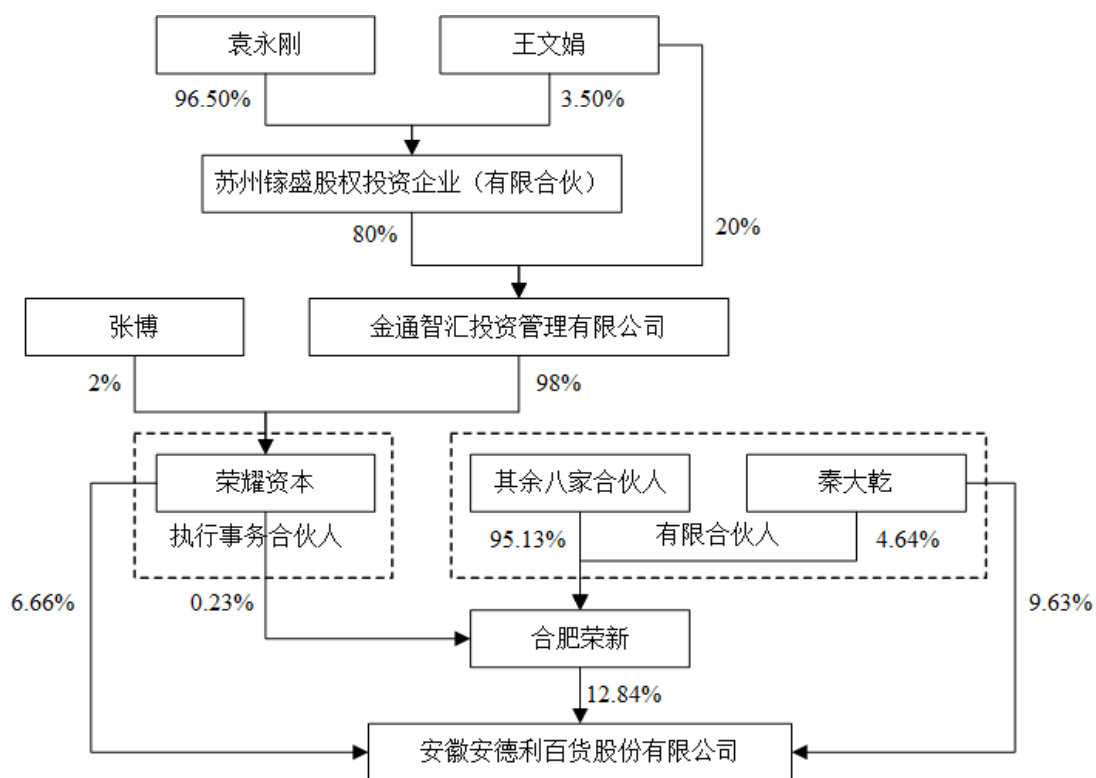 袁永刚
王文娟
96.50%
3.50%
苏州镓盛股权投资企业（有限合伙）
80%
20%
张博
金通智汇投资管理有限公司
2%
98%
荣耀资本
其余八家合伙人
秦大乾
执行事务合伙人
95.13%
有限合伙人
4.64%
6.66%
0.23%
9.63%
合肥荣新
12.84%
安徽安德利百货股份有限公司